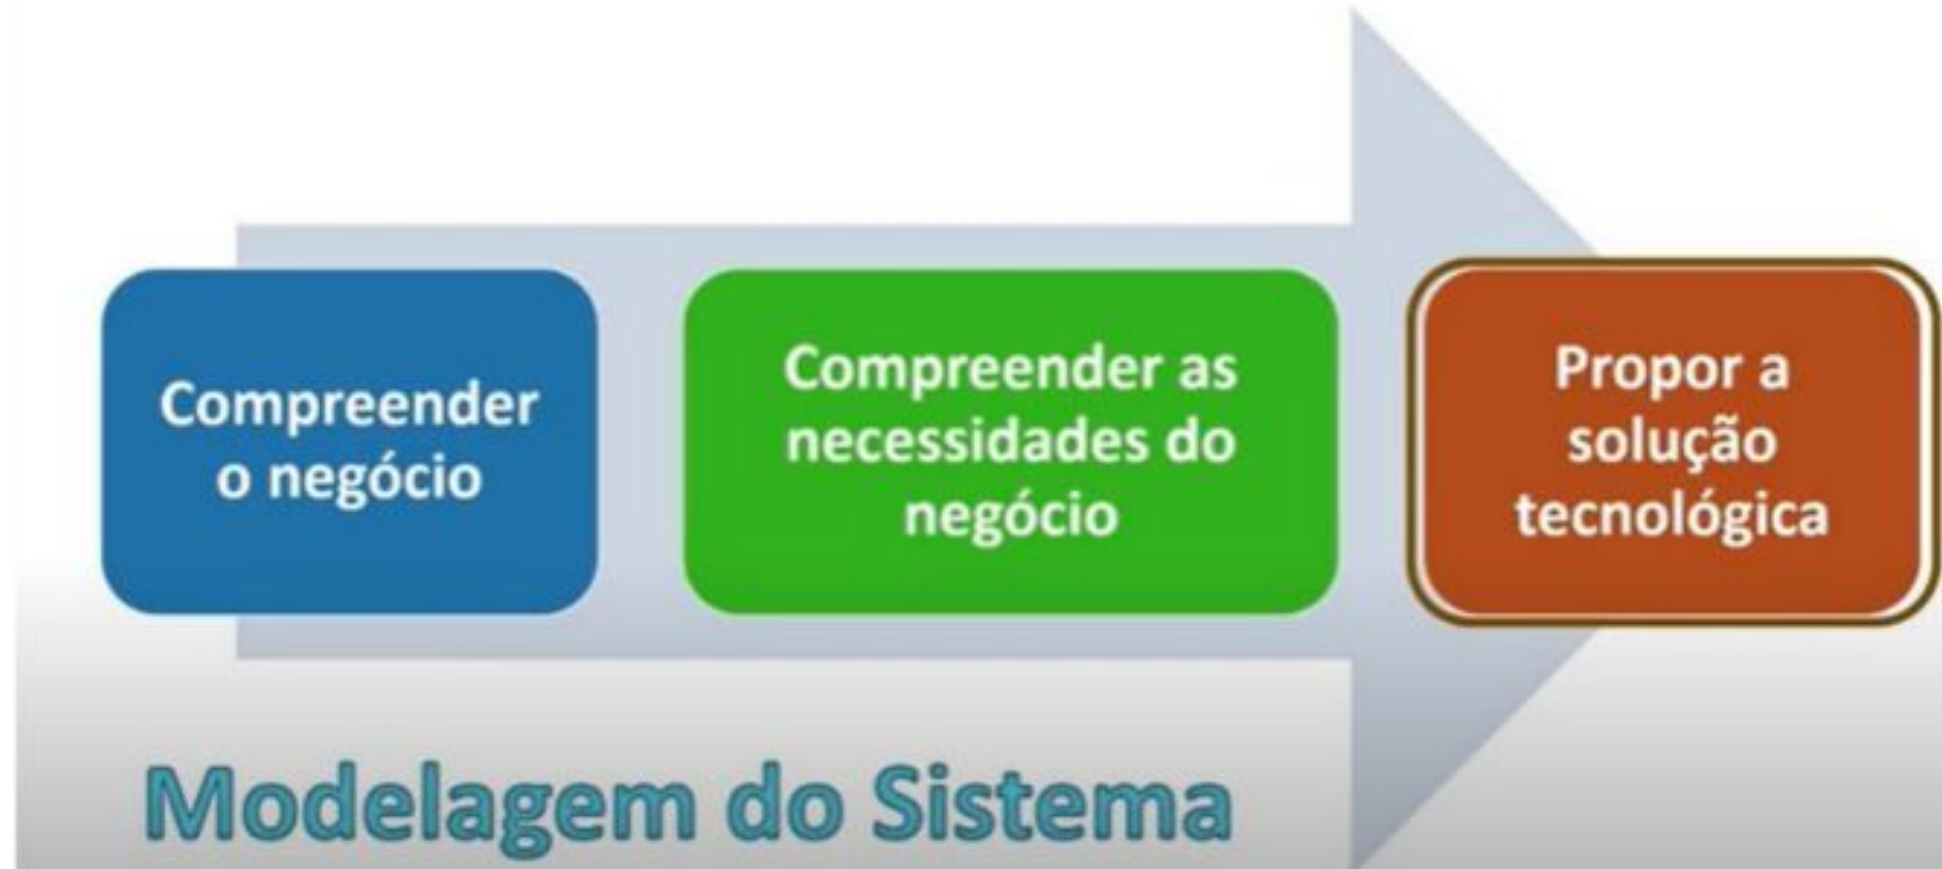 Compreender
o negócio
Compreender as
necessidades do
negócio
Propor a
solução
tecnológica
Modelagem do Sistema